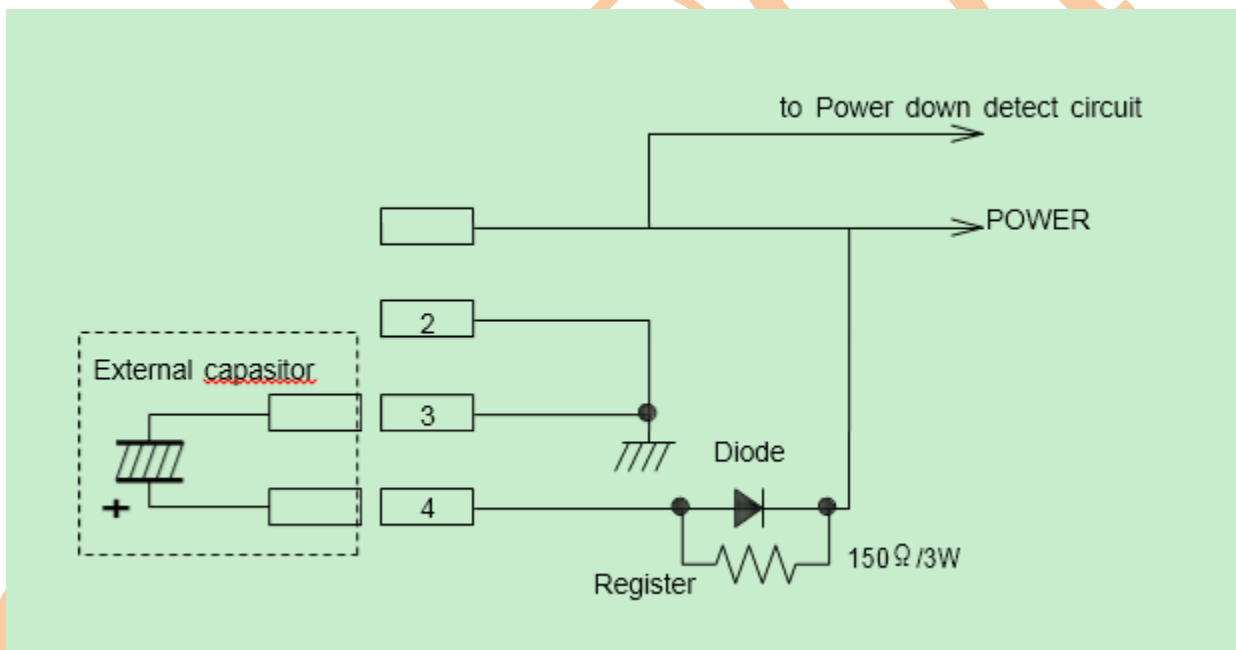 to Power down detect circuit
POWER
2
External capasitor
3
Diode
+
4
150Ω/3W
Register